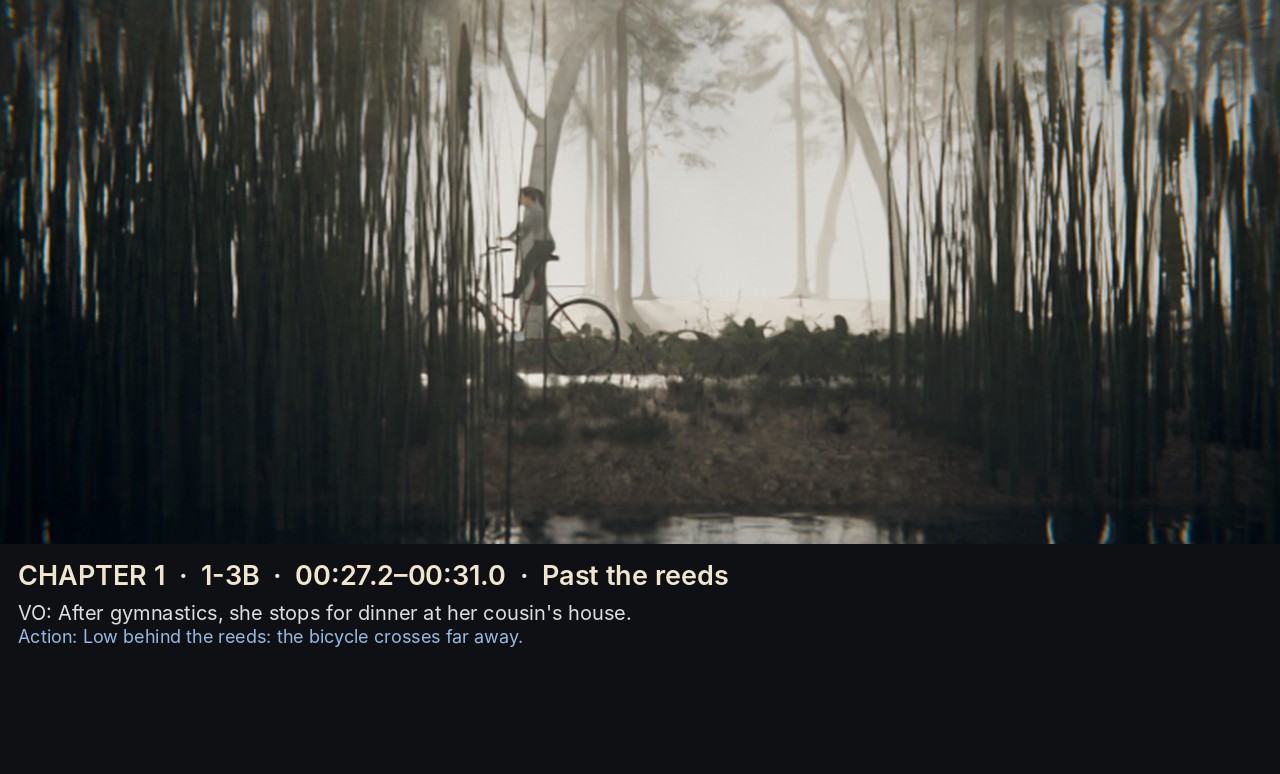 CHAPTER 1 · 1-3B · 00:27.2–00:31.0 · Past the reeds
VO: After gymnastics, she stops for dinner at her cousin's house.
Action: Low behind the reeds: the bicycle crosses far away.